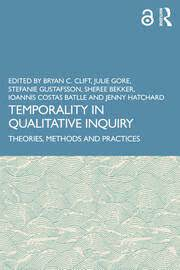 R
EDITED BY BRYAN C. CLIFT, JULIE GORE,
STEFANIE GUSTAFSSON, SHEREE BEKKER,
IOANNIS COSTAS BATLLE AND JENNY HATCHARD
TEMPORALITY IN
QUALITATIVE INQUIRY
THEORIES, METHODS AND PRACTICES